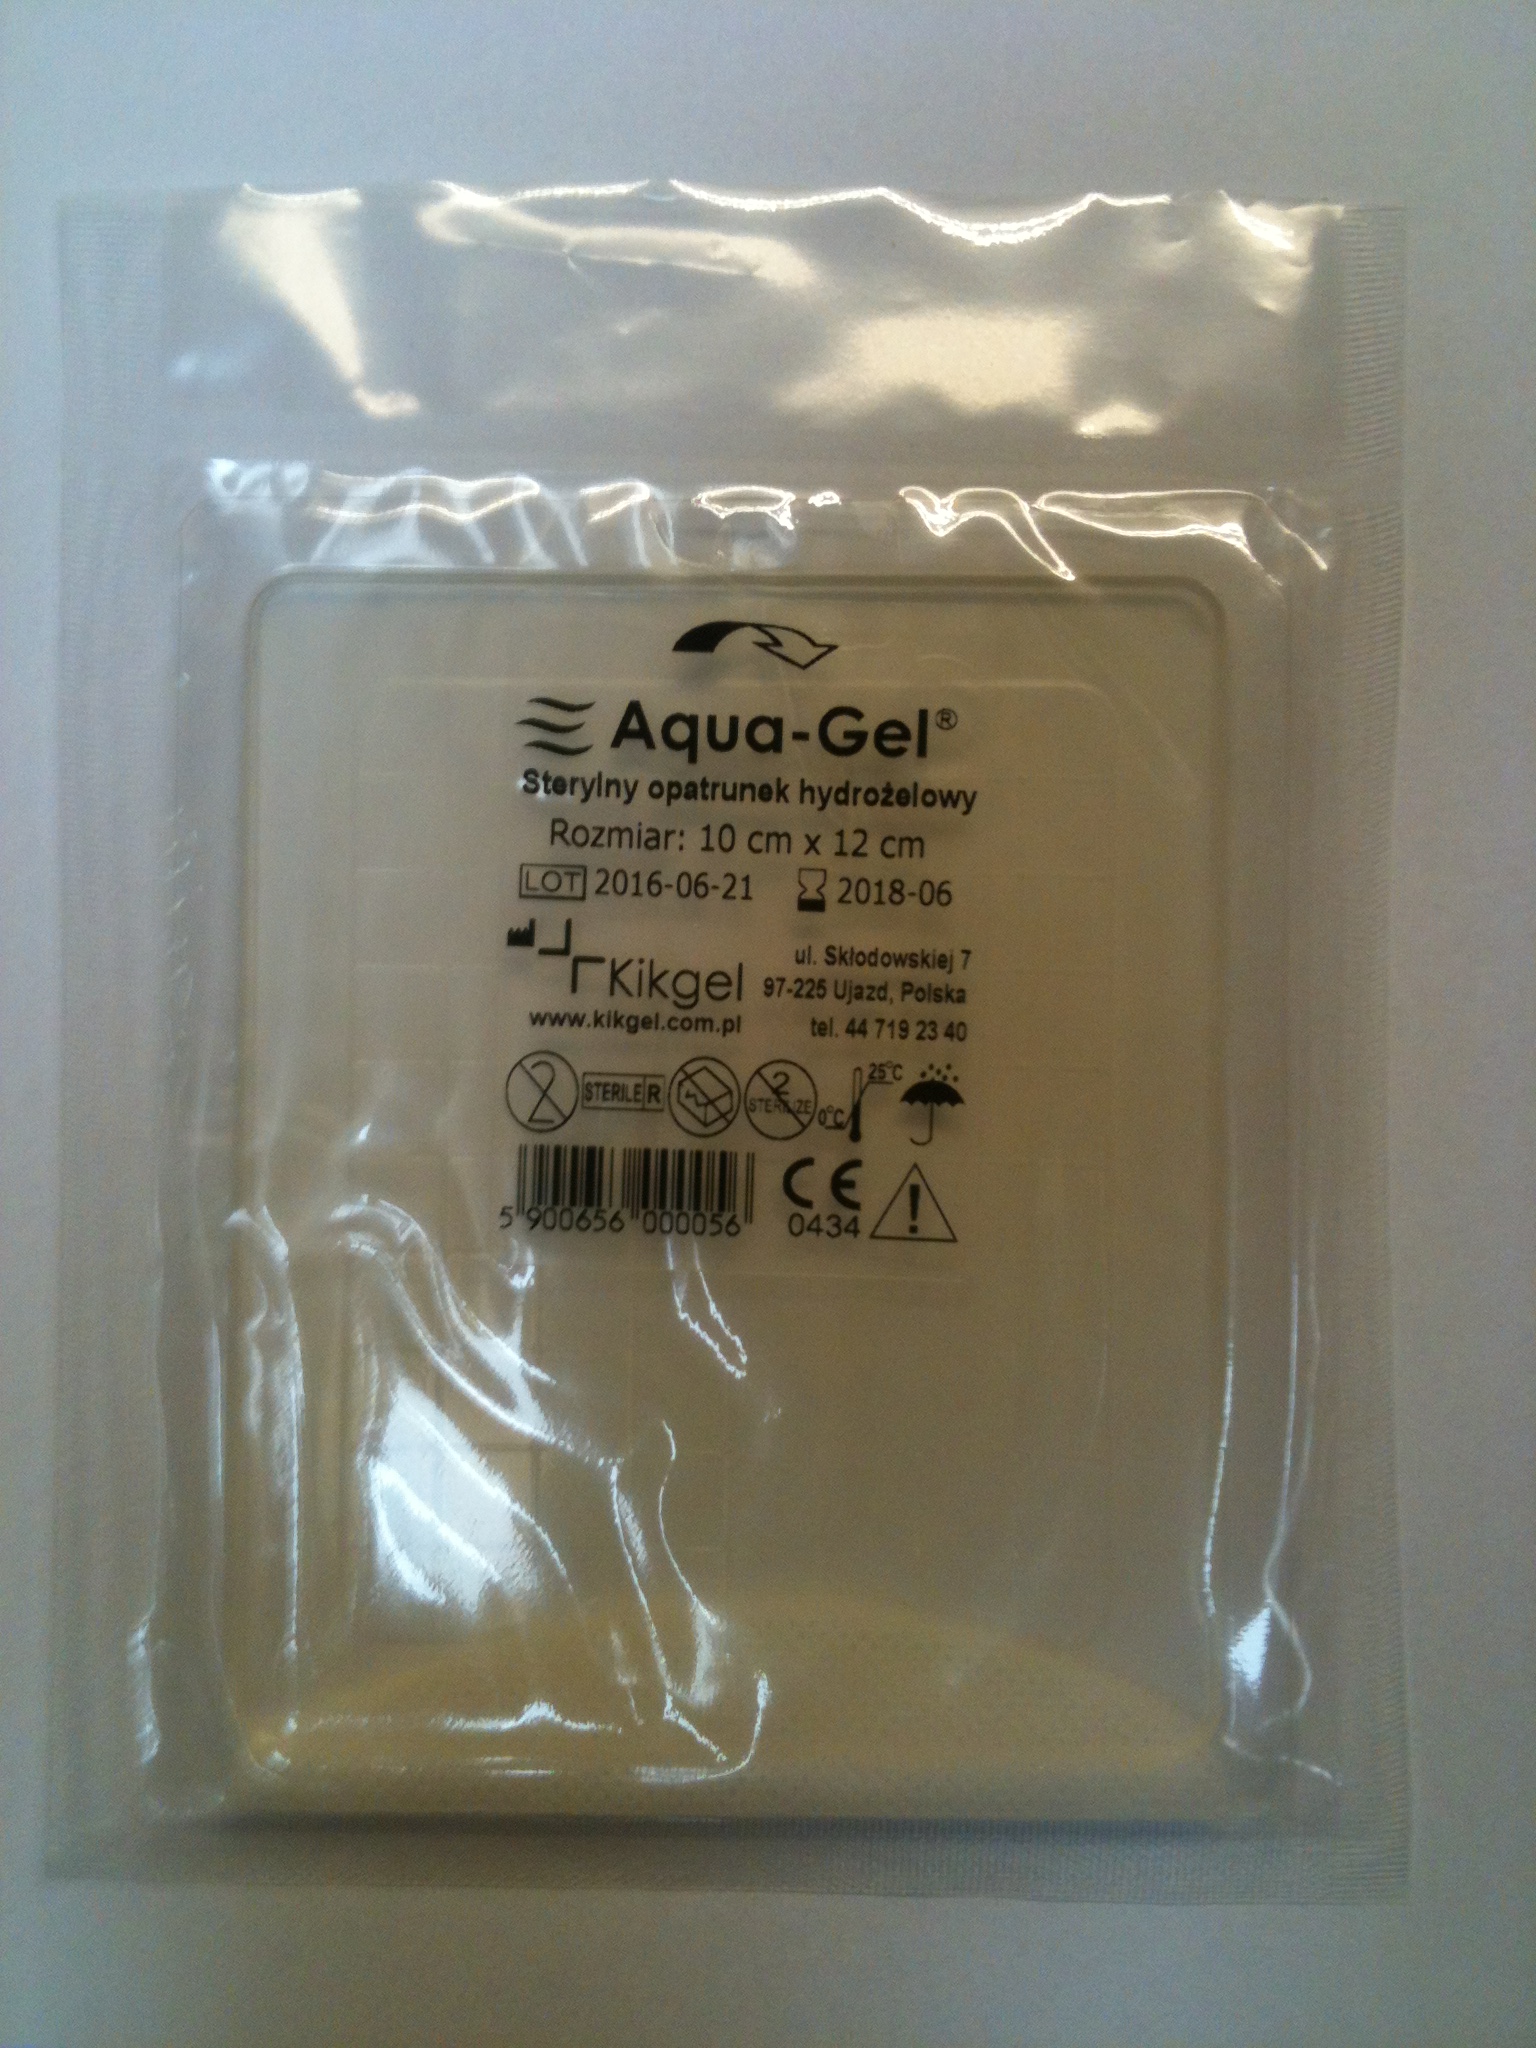 Aqua-Gel®
Sterylny opatrunek hydrożelowy
Rozmiar: 10 cm x 12 cm
LOT 2016-06-21 2018-06
Kikgel
www.kikgel.com.pl
ul. Skłodowskiej 7
97-225 Ujazd, Polska
tel. 44 719 23 40
2 STERILE R 2 STERILIZE 0°C 25°C
5 900656 000056
CE 0434 !